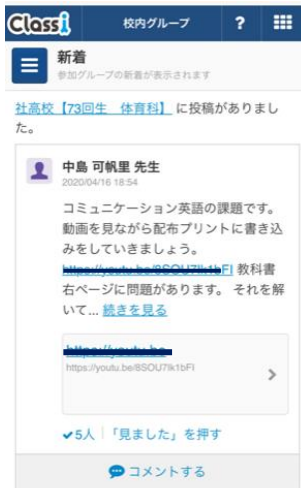 Classi 校内グループ ?
新着
参加グループの新着が表示されます
社高校【73回生　体育科】 に投稿がありまし
た。
中島 可帆里 先生
2020/04/16 18:54
コミュニケーション英語の課題です。
動画を見ながら配布プリントに書き込
みをしていきましょう。
教科書
右ページに問題があります。 それを解
いて... 続きを見る
https://youtu.be/8SOU7lk1bFI
5人 「見ました」を押す
コメントする